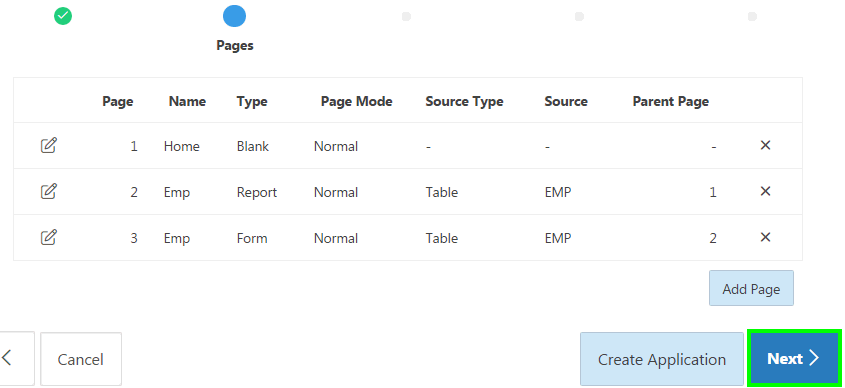 Pages
Page Name Type Page Mode Source Type Source Parent Page
1 Home Blank Normal - - -
2 Emp Report Normal Table EMP 1
3 Emp Form Normal Table EMP 2
Add Page
Cancel Create Application Next